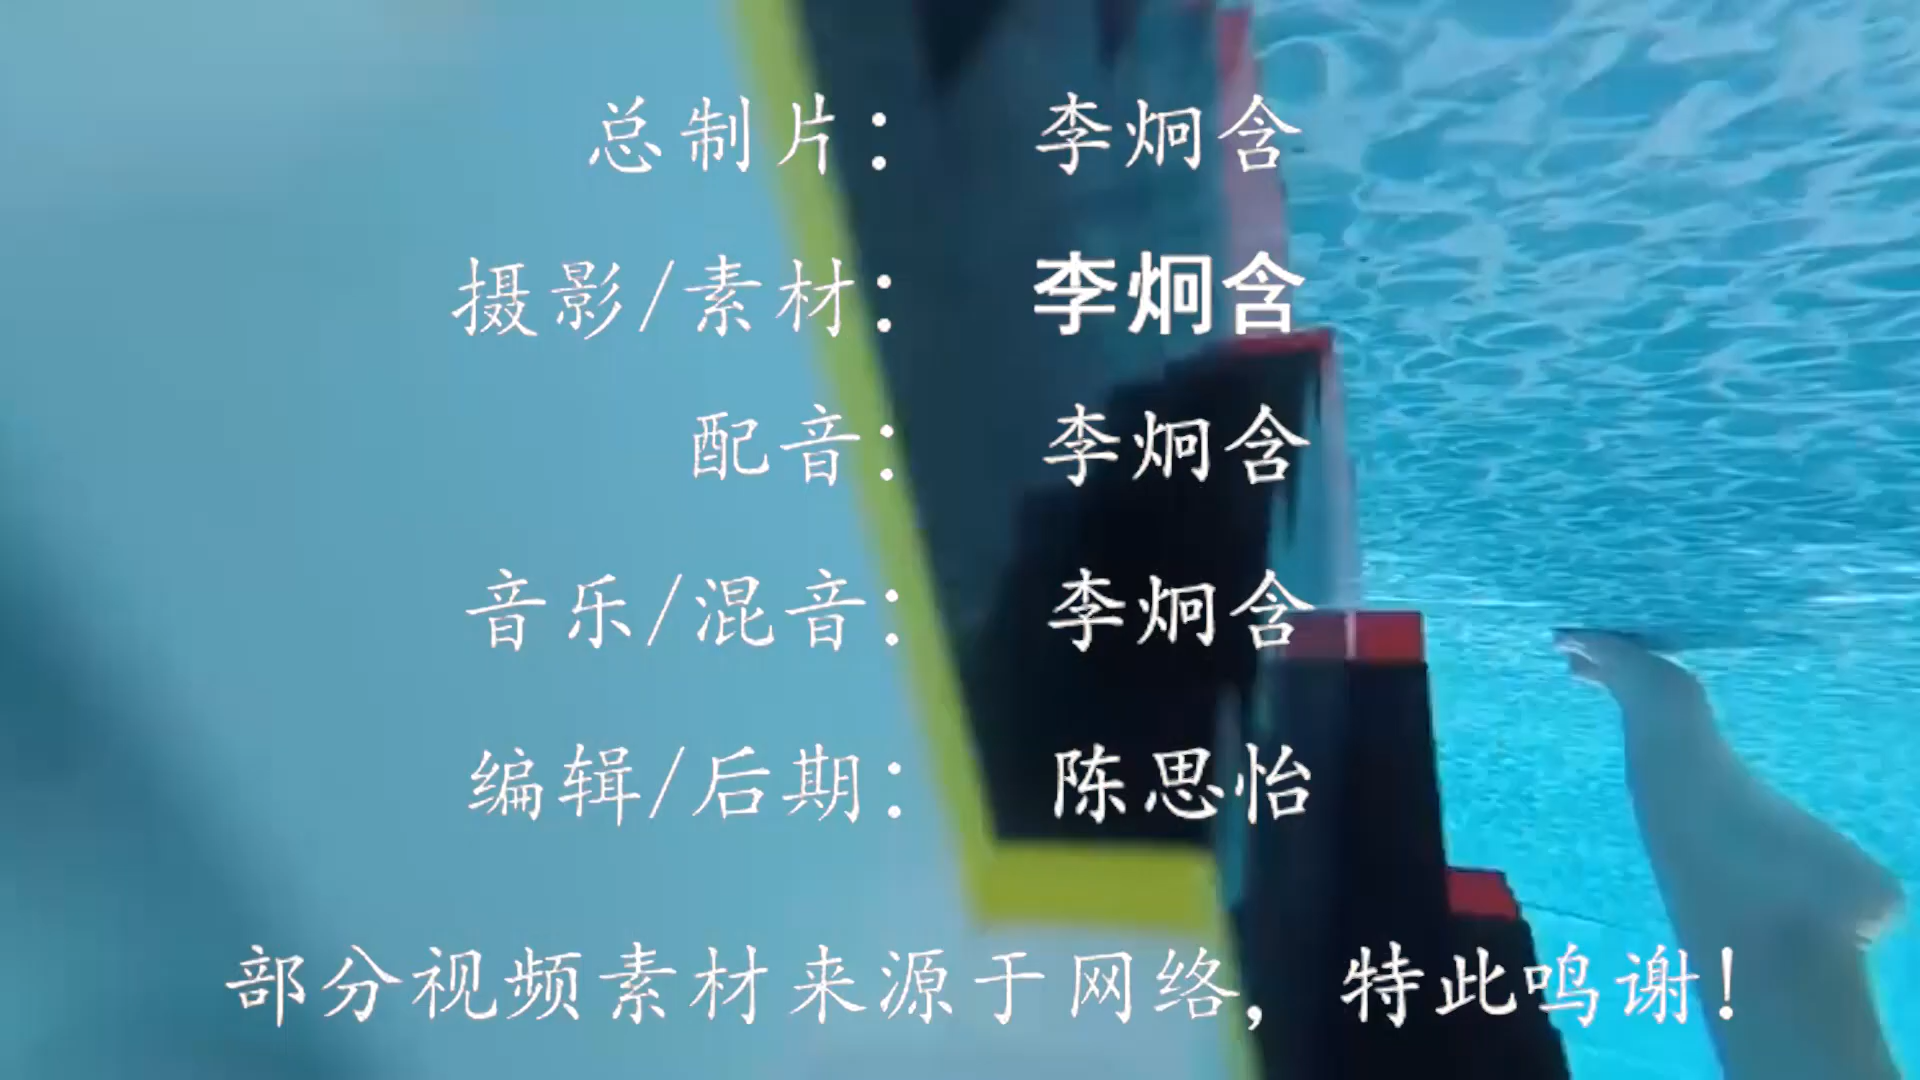 总制片： 李炯含
摄影/素材： 李炯含
配音： 李炯含
音乐/混音： 李炯含
编辑/后期： 陈思怡
部分视频素材来源于网络，特此鸣谢！